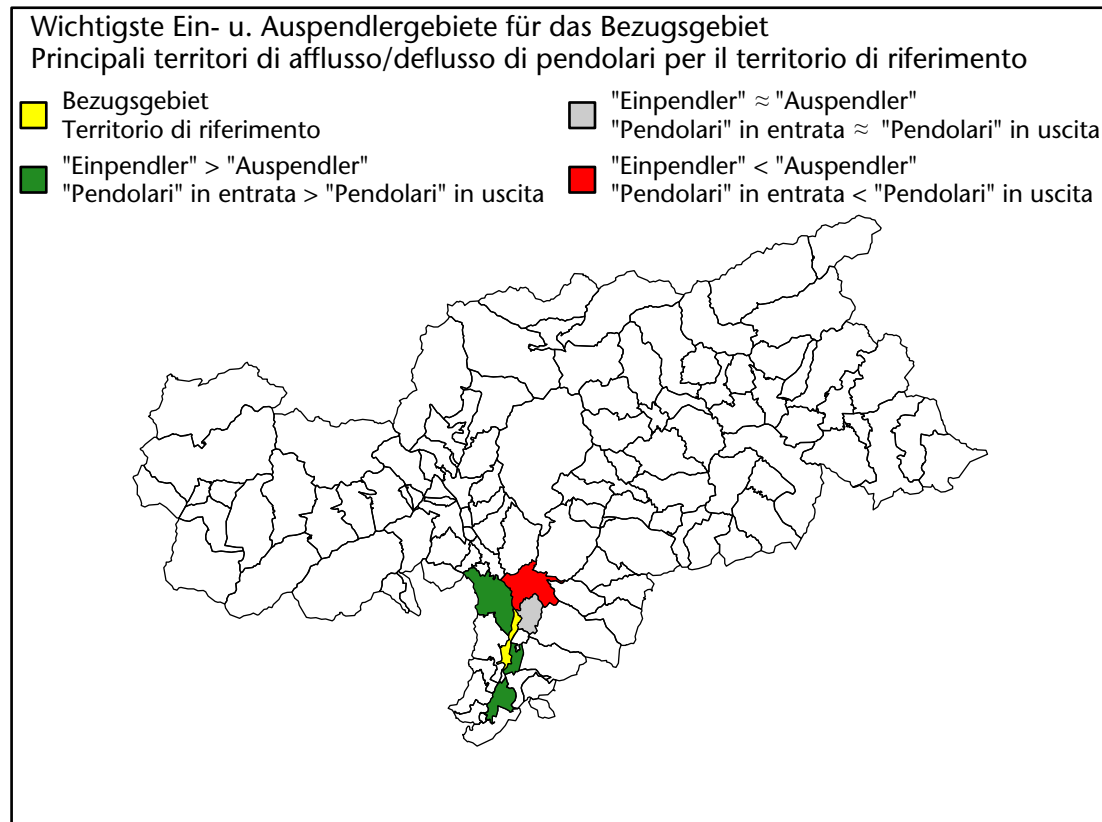 Wichtigste Ein- u. Auspendlergebiete für das Bezugsgebiet
Principali territori di afflusso/deflusso di pendolari per il territorio di riferimento
Bezugsgebiet
Territorio di riferimento
"Einpendler" > "Auspendler"
"Pendolari" in entrata > "Pendolari" in uscita
"Einpendler" ≈ "Auspendler"
"Pendolari" in entrata ≈ "Pendolari" in uscita
"Einpendler" < "Auspendler"
"Pendolari" in entrata < "Pendolari" in uscita